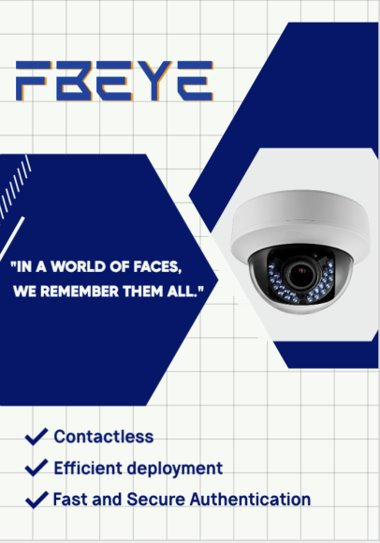 FBEYE
"IN A WORLD OF FACES,
WE REMEMBER THEM ALL."
Contactless
Efficient deployment
Fast and Secure Authentication